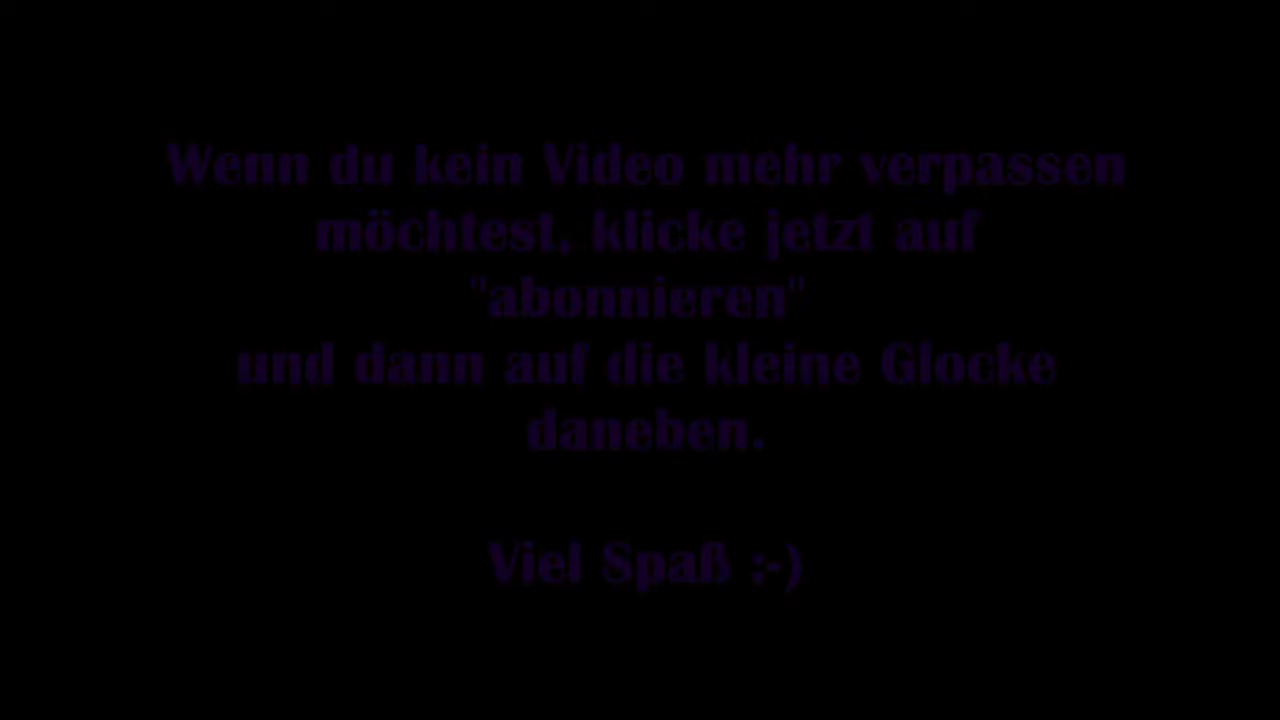 Wenn du kein Video mehr verpassen
möchtest, klicke jetzt auf
"abonnieren"
und dann auf die kleine Glocke
daneben.
Viel Spaß :-)